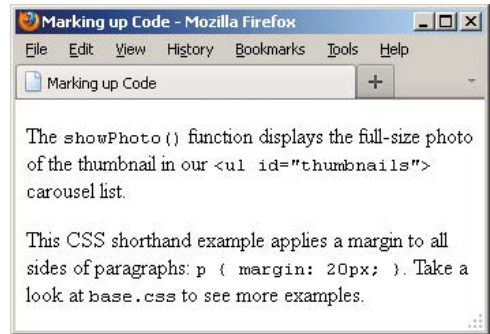 Marking up Code - Mozilla Firefox
File Edit View History Bookmarks Tools Help
Marking up Code +
The showPhoto() function displays the full-size photo
of the thumbnail in our <ul id="thumbnails">
carousel list.
This CSS shorthand example applies a margin to all
sides of paragraphs: p { margin: 20px; }. Take a
look at base.css to see more examples.